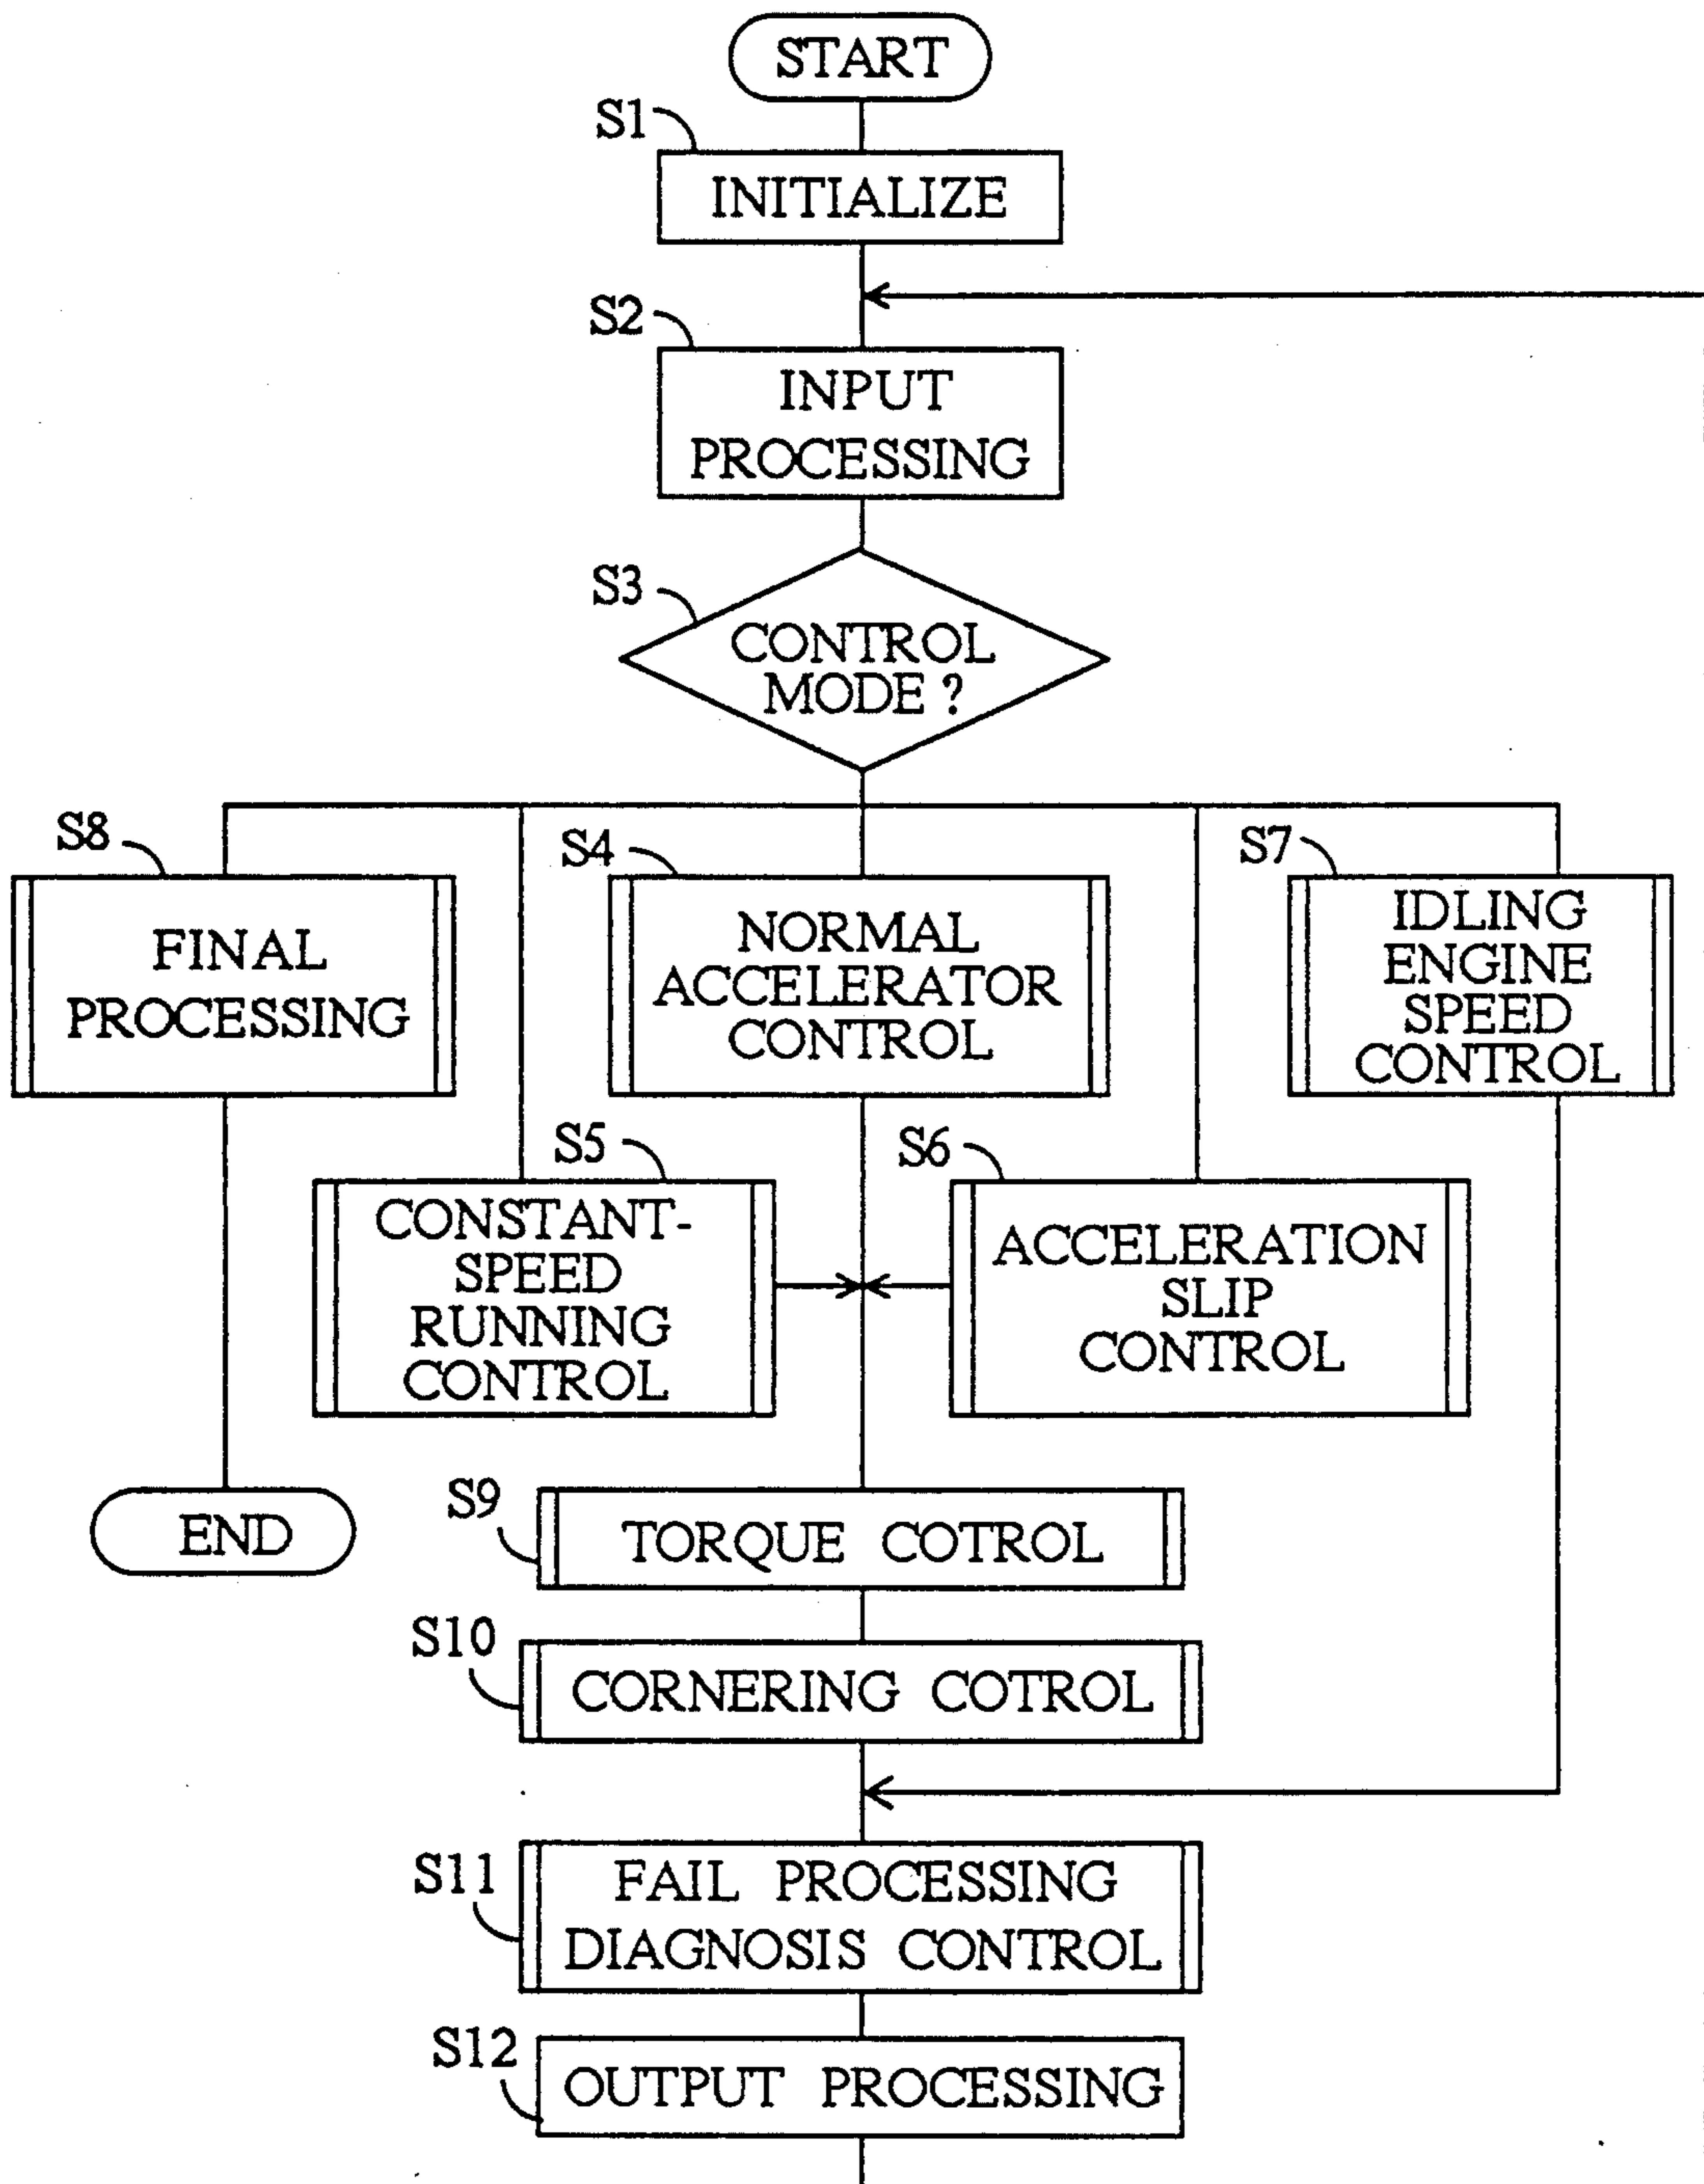 START
S1
INITIALIZE
S2
INPUT
PROCESSING
S3
CONTROL
MODE ?
S8
FINAL
PROCESSING
S4
NORMAL
ACCELERATOR
CONTROL
S7
IDLING
ENGINE
SPEED
CONTROL
S5
CONSTANT-
SPEED
RUNNING
CONTROL
S6
ACCELERATION
SLIP
CONTROL
END
S9
TORQUE COTROL
S10
CORNERING COTROL
S11
FAIL PROCESSING
DIAGNOSIS CONTROL
S12
OUTPUT PROCESSING